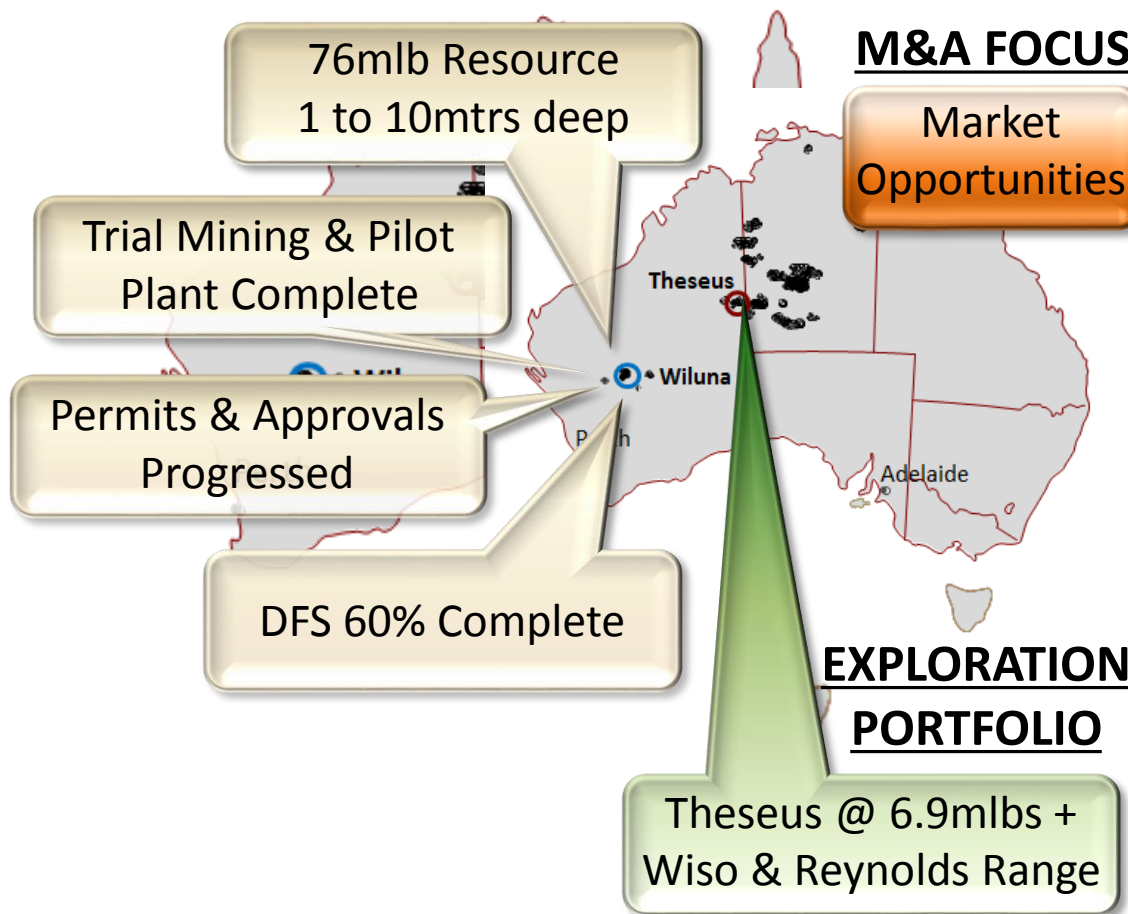 76mlb Resource
1 to 10mtrs deep
M&A FOCUS
Market
Opportunities
Trial Mining & Pilot
Plant Complete
Theseus
Wiluna
Permits & Approvals
Progressed
Adelaide
DFS 60% Complete
EXPLORATION
PORTFOLIO
Theseus @ 6.9mlbs +
Wiso & Reynolds Range